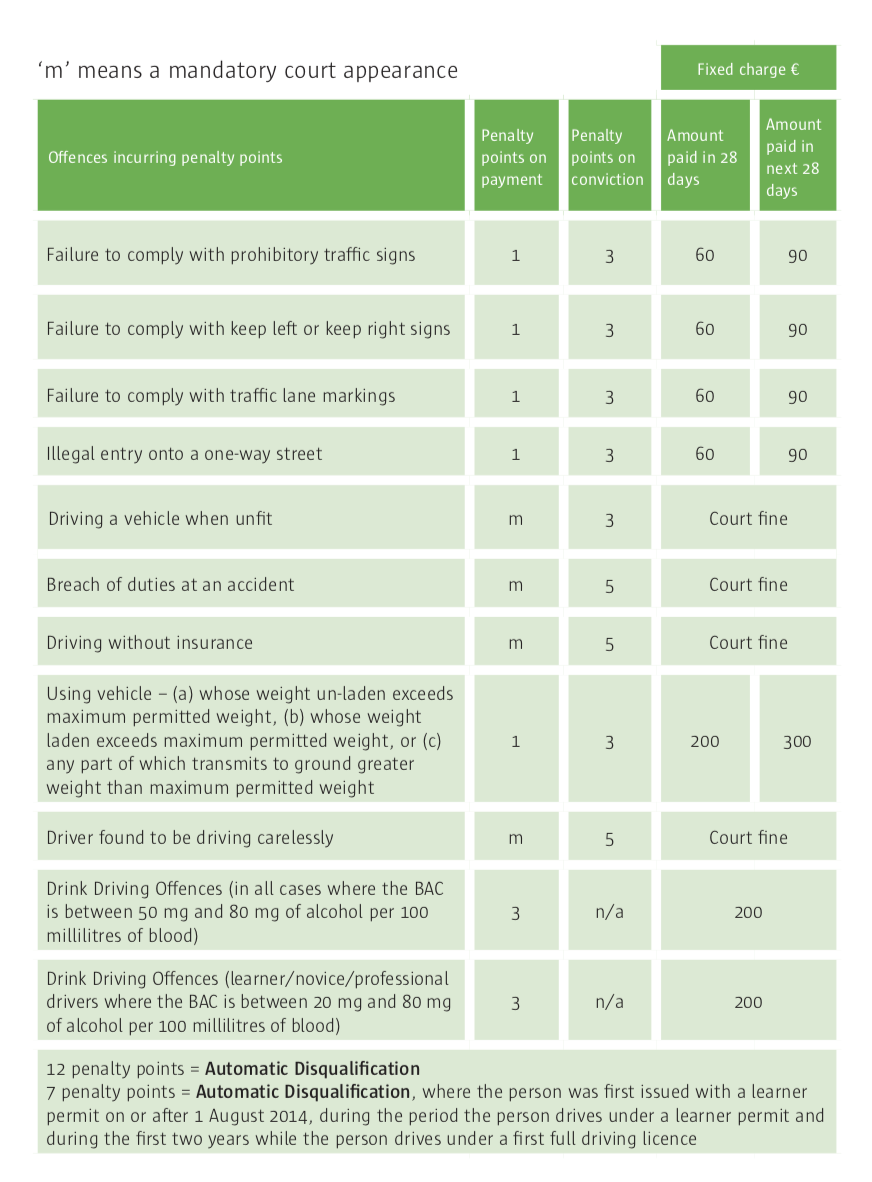 ‘m’ means a mandatory court appearance
Fixed charge €
Offences incurring penalty points
Penalty
points on
payment
Penalty
points on
conviction
Amount
paid in 28
days
Amount
paid in
next 28
days
Failure to comply with prohibitory traffic signs 1 3 60 90
Failure to comply with keep left or keep right signs 1 3 60 90
Failure to comply with traffic lane markings 1 3 60 90
Illegal entry onto a one-way street 1 3 60 90
Driving a vehicle when unfit m 3 Court fine
Breach of duties at an accident m 5 Court fine
Driving without insurance m 5 Court fine
Using vehicle – (a) whose weight un-laden exceeds
maximum permitted weight, (b) whose weight
laden exceeds maximum permitted weight, or (c)
any part of which transmits to ground greater
weight than maximum permitted weight
1 3 200 300
Driver found to be driving carelessly m 5 Court fine
Drink Driving Offences (in all cases where the BAC
is between 50 mg and 80 mg of alcohol per 100
millilitres of blood)
3 n/a 200
Drink Driving Offences (learner/novice/professional
drivers where the BAC is between 20 mg and 80 mg
of alcohol per 100 millilitres of blood)
3 n/a 200
12 penalty points = Automatic Disqualification
7 penalty points = Automatic Disqualification, where the person was first issued with a learner
permit on or after 1 August 2014, during the period the person drives under a learner permit and
during the first two years while the person drives under a first full driving licence